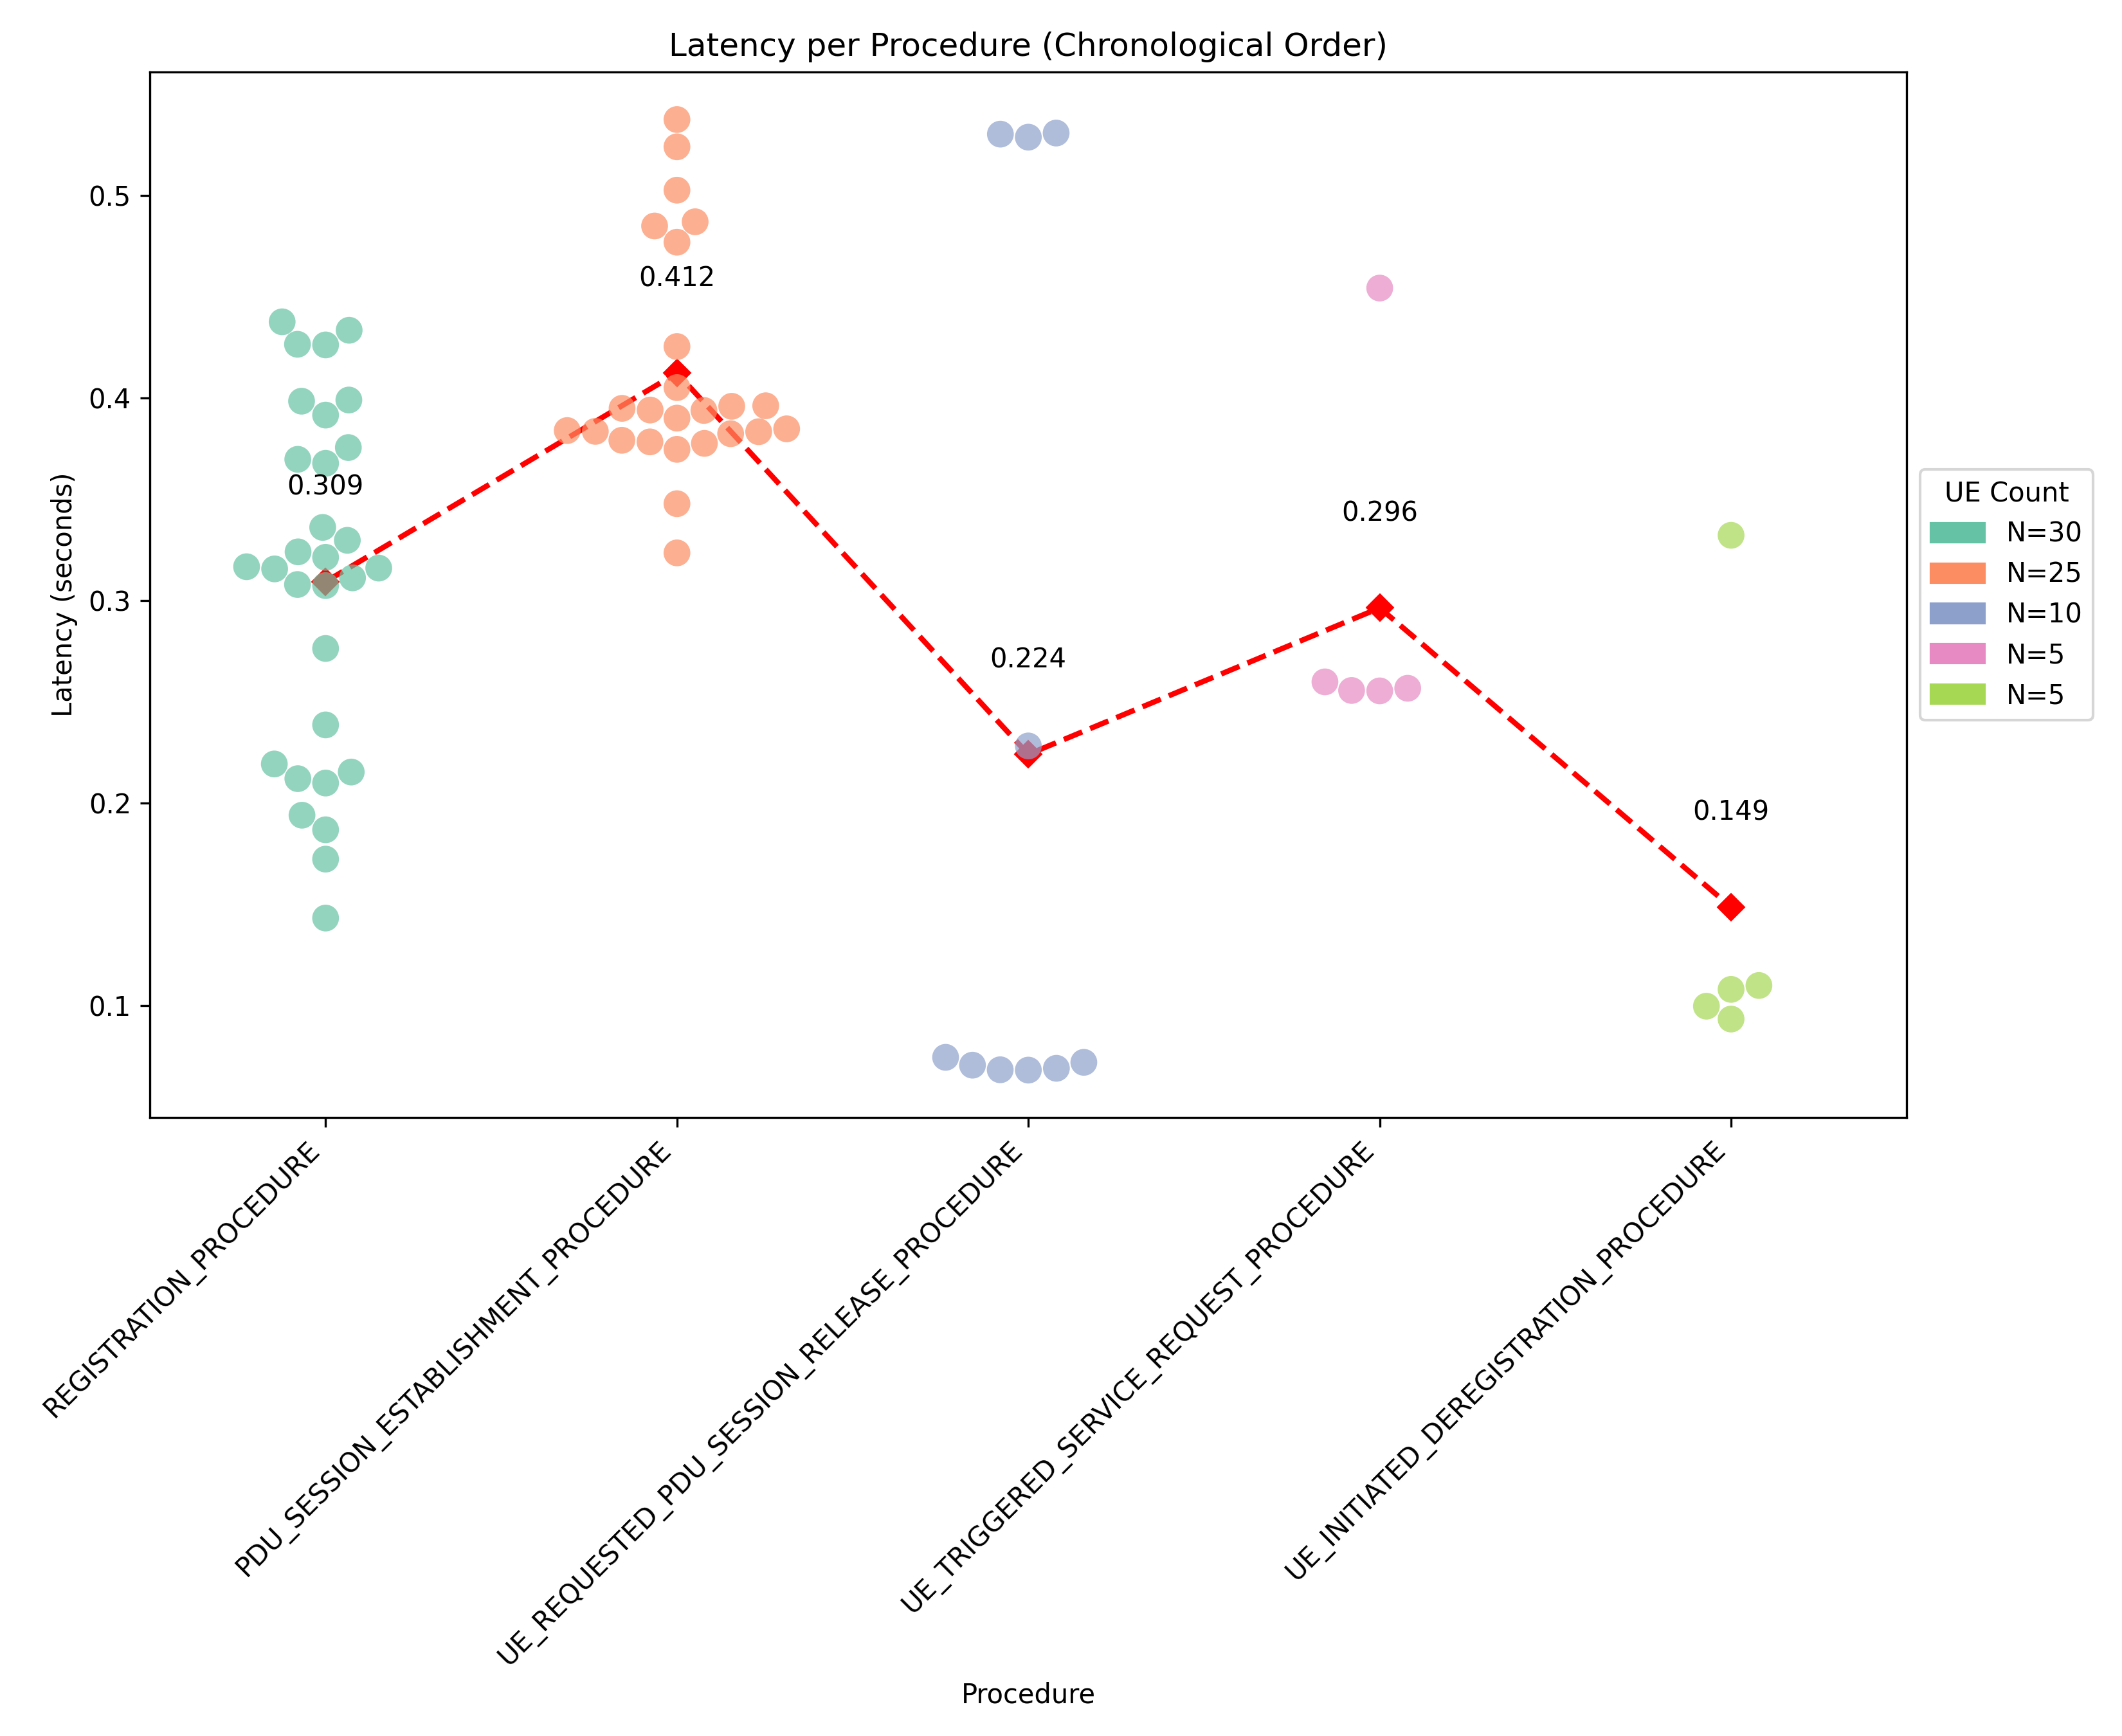 Latency per Procedure (Chronological Order)
Latency (seconds)
0.5
0.4
0.3
0.2
0.1
0.309
0.412
0.224
0.296
0.149
UE Count
N=30
N=25
N=10
N=5
N=5
REGISTRATION_PROCEDURE
PDU_SESSION_ESTABLISHMENT_PROCEDURE
UE_REQUESTED_PDU_SESSION_RELEASE_PROCEDURE
UE_TRIGGERED_SERVICE_REQUEST_PROCEDURE
UE_INITIATED_DEREGISTRATION_PROCEDURE
Procedure